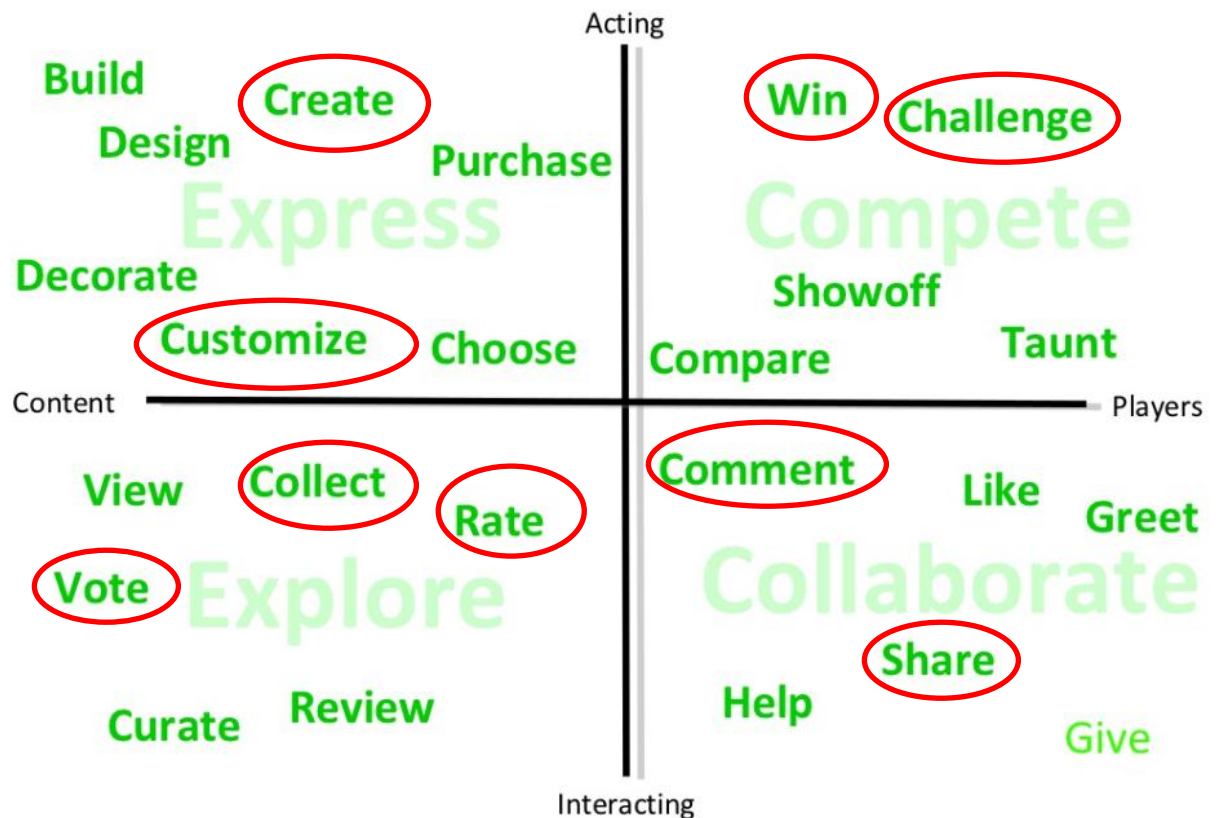 Acting
Build
Create
Win
Challenge
Design
Purchase
Express
Compete
Decorate
Showoff
Customize
Choose
Compare
Taunt
Content
Players
View
Collect
Rate
Comment
Like
Greet
Vote
Explore
Collaborate
Share
Curate
Review
Help
Give
Interacting